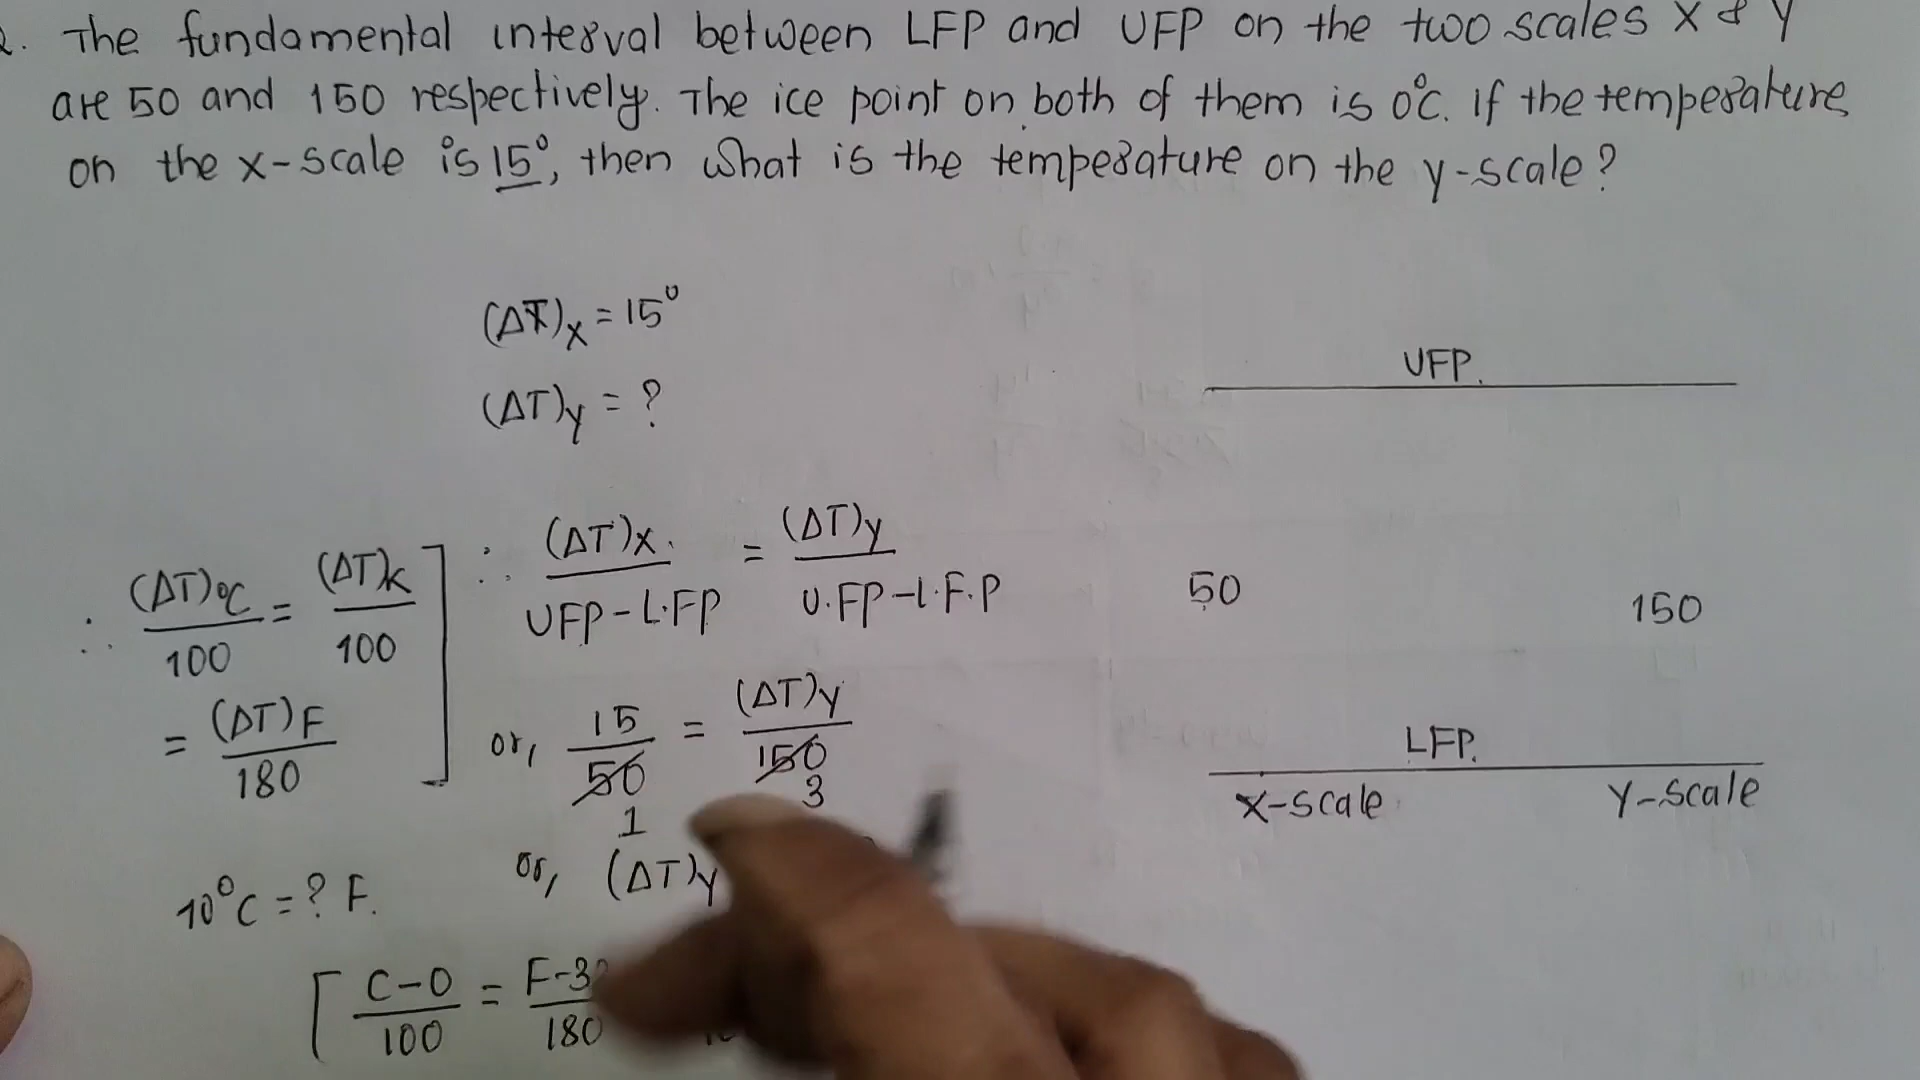 2. The fundamental interval between LFP and UFP on the two scales X & Y
are 50 and 150 respectively. The ice point on both of them is 0°C. If the temperature
on the x-scale is 15°, then what is the temperature on the y-scale?
(ΔT)x = 15°
(ΔT)y = ?
UFP.
∴ (ΔT)°C / 100 = (ΔT)K / 100
= (ΔT)F / 180
∴ (ΔT)x. / UFP - L.FP = (ΔT)y / U.FP - L.F.P
50
150
or, 15 / 50 = (ΔT)y / 150
1
3
LFP.
x-scale
Y-scale
or, (ΔT)y
10°C = ? F.
[ C-0 / 100 = F-3 / 180